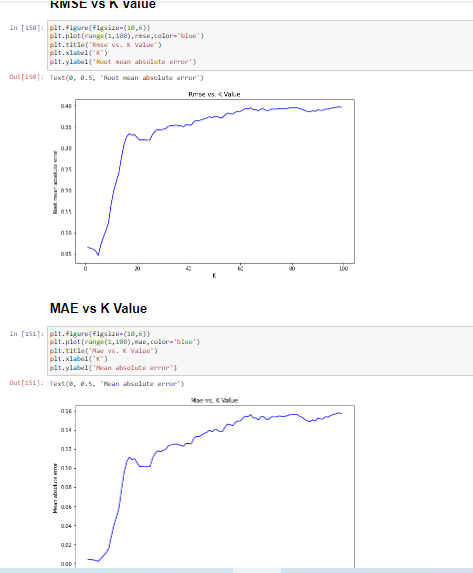 RMSE vs K Value
In [150]: plt.figure(figsize=(10,6))
plt.plot(range(1,100),rmse,color='blue')
plt.title('Rmse vs. K Value')
plt.xlabel('K')
plt.ylabel('Root mean absolute error')
Out[150]: Text(0, 0.5, 'Root mean absolute error')
Rmse vs. K Value
0.40
0.35
0.30
0.25
0.20
0.15
0.10
0.05
Root mean absolute error
0 20 40 60 80 100
K
MAE vs K Value
In [151]: plt.figure(figsize=(10,6))
plt.plot(range(1,100),mae,color='blue')
plt.title('Mae vs. K Value')
plt.xlabel('K')
plt.ylabel('Mean absolute error')
Out[151]: Text(0, 0.5, 'Mean absolute error')
Mae vs. K Value
0.16
0.14
0.12
0.10
0.08
0.06
0.04
0.02
0.00
Mean absolute error